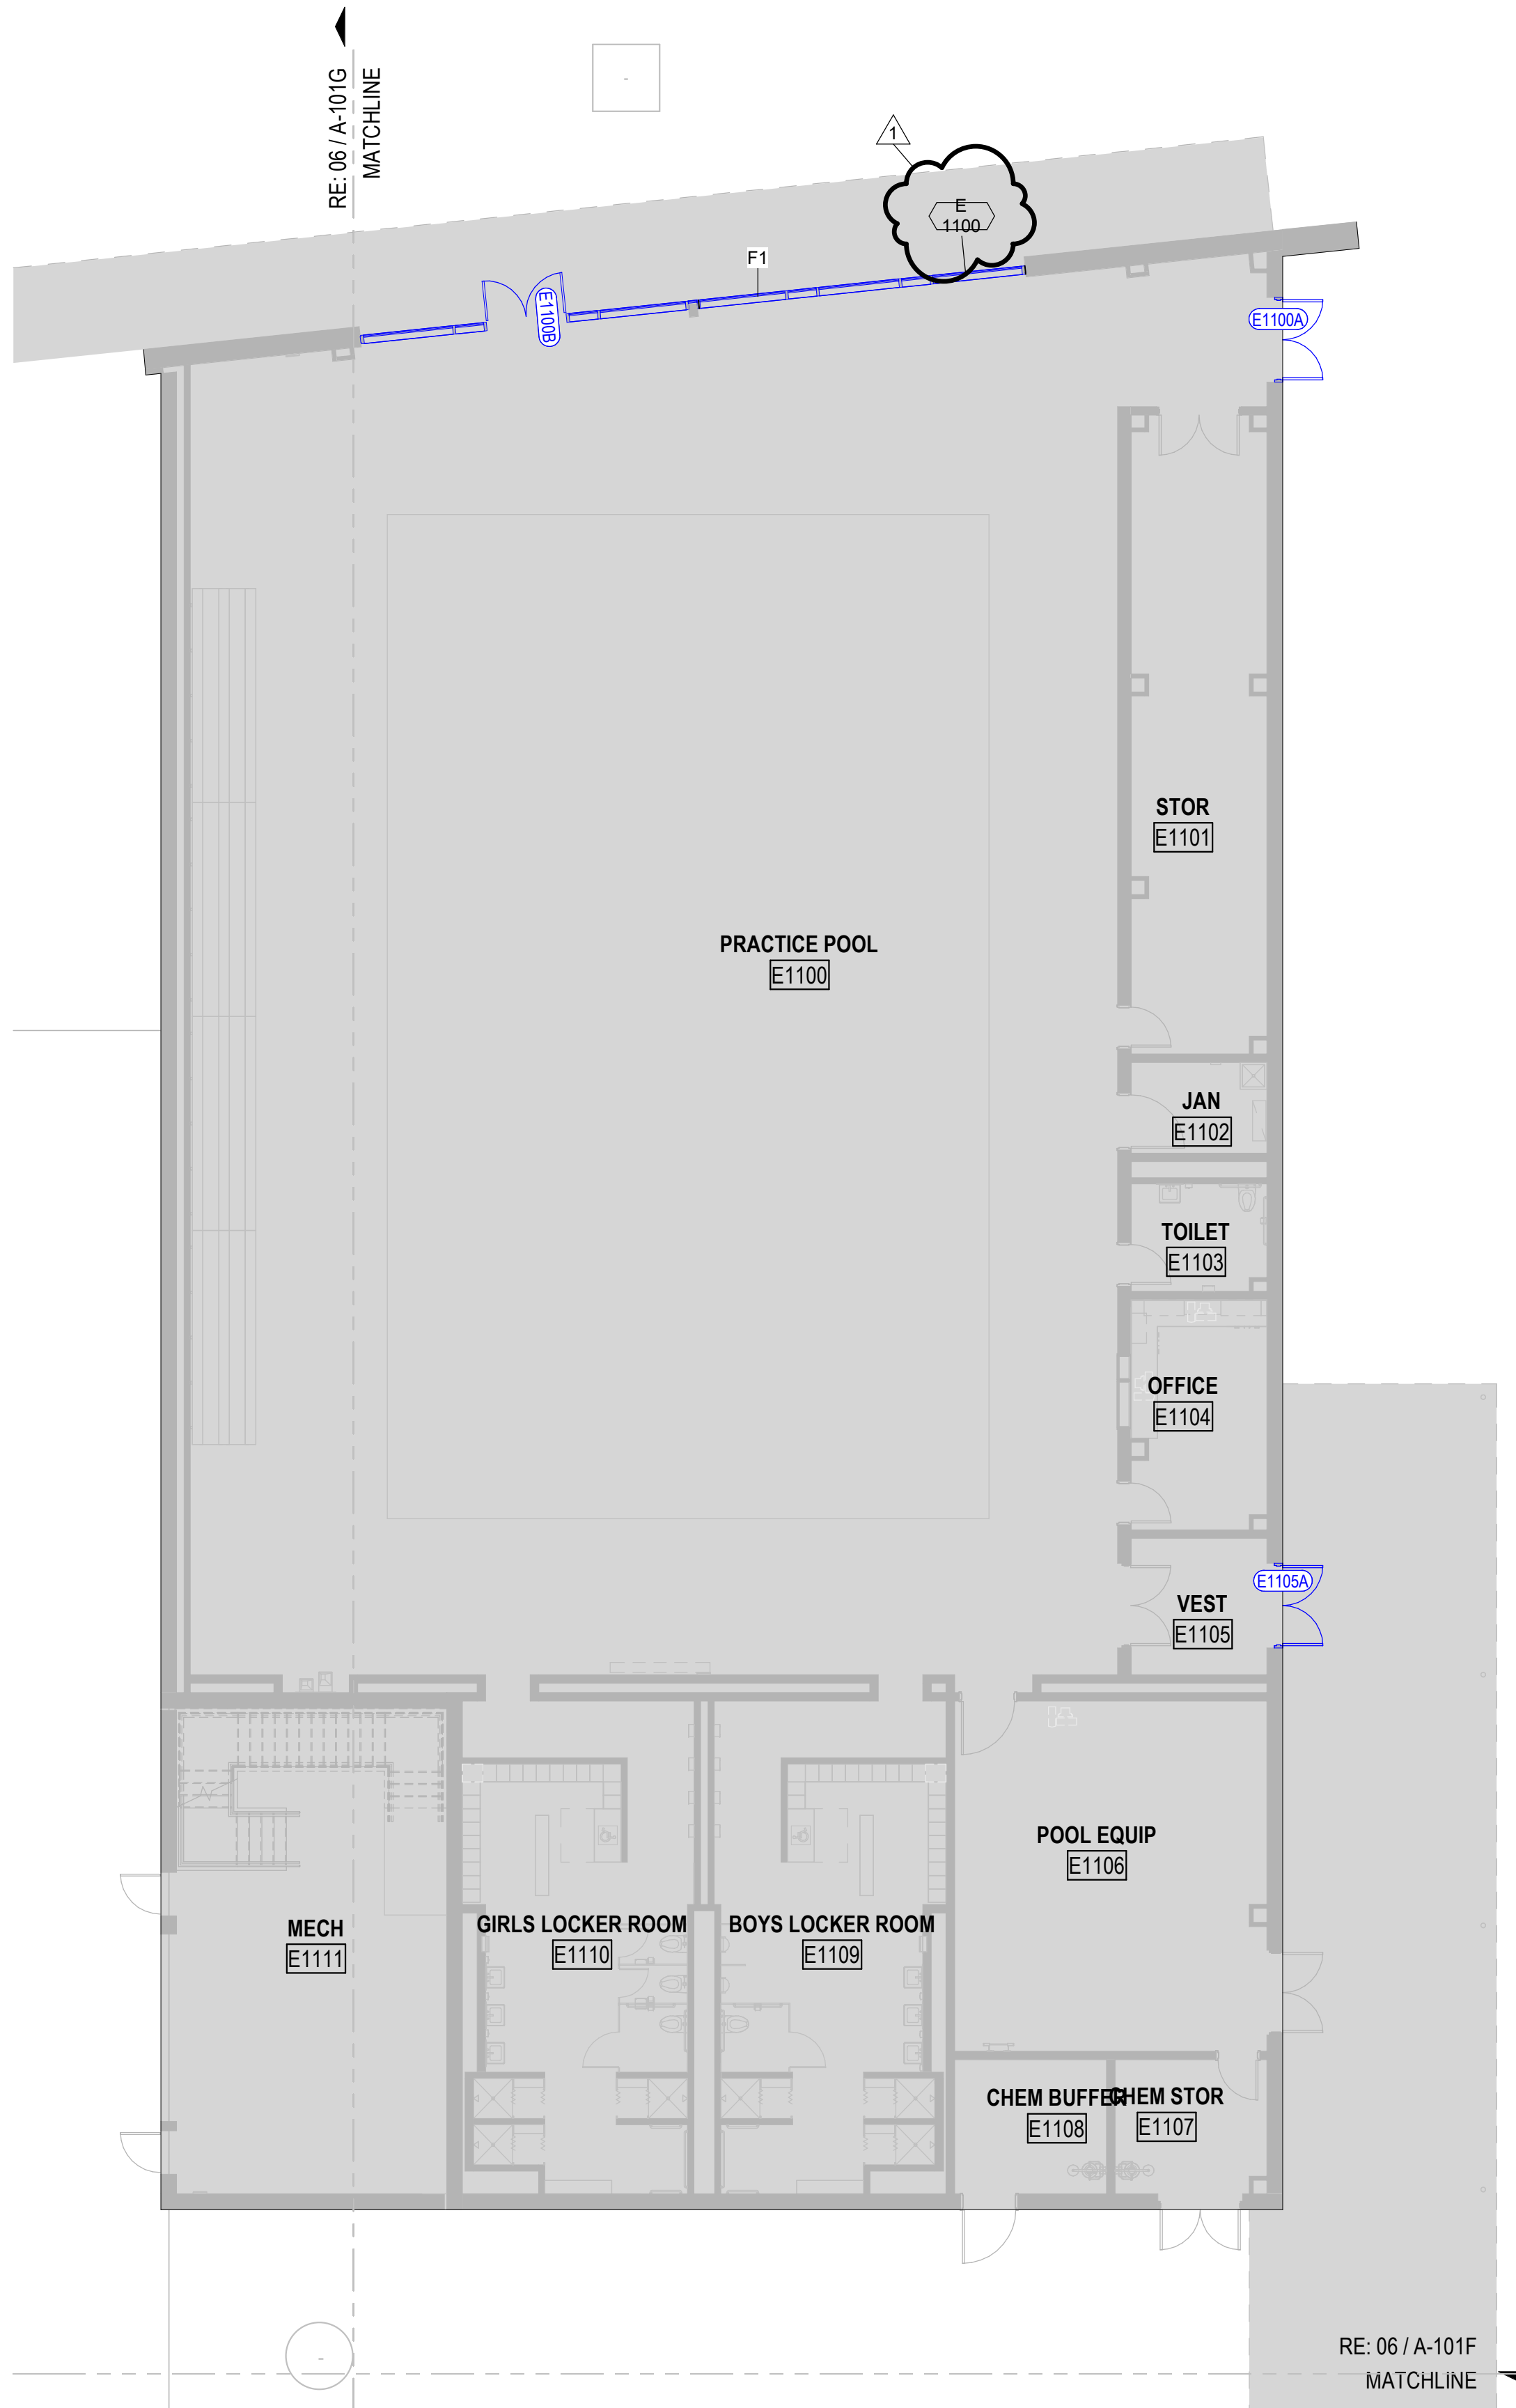 RE: 06 / A-101G
MATCHLINE
1
E
1100
F1
E1100B
E1100A
STOR
E1101
PRACTICE POOL
E1100
JAN
E1102
TOILET
E1103
OFFICE
E1104
E1105A
VEST
E1105
POOL EQUIP
E1106
MECH
E1111
GIRLS LOCKER ROOM
E1110
BOYS LOCKER ROOM
E1109
CHEM BUFFER
E1108
CHEM STOR
E1107
RE: 06 / A-101F
MATCHLINE